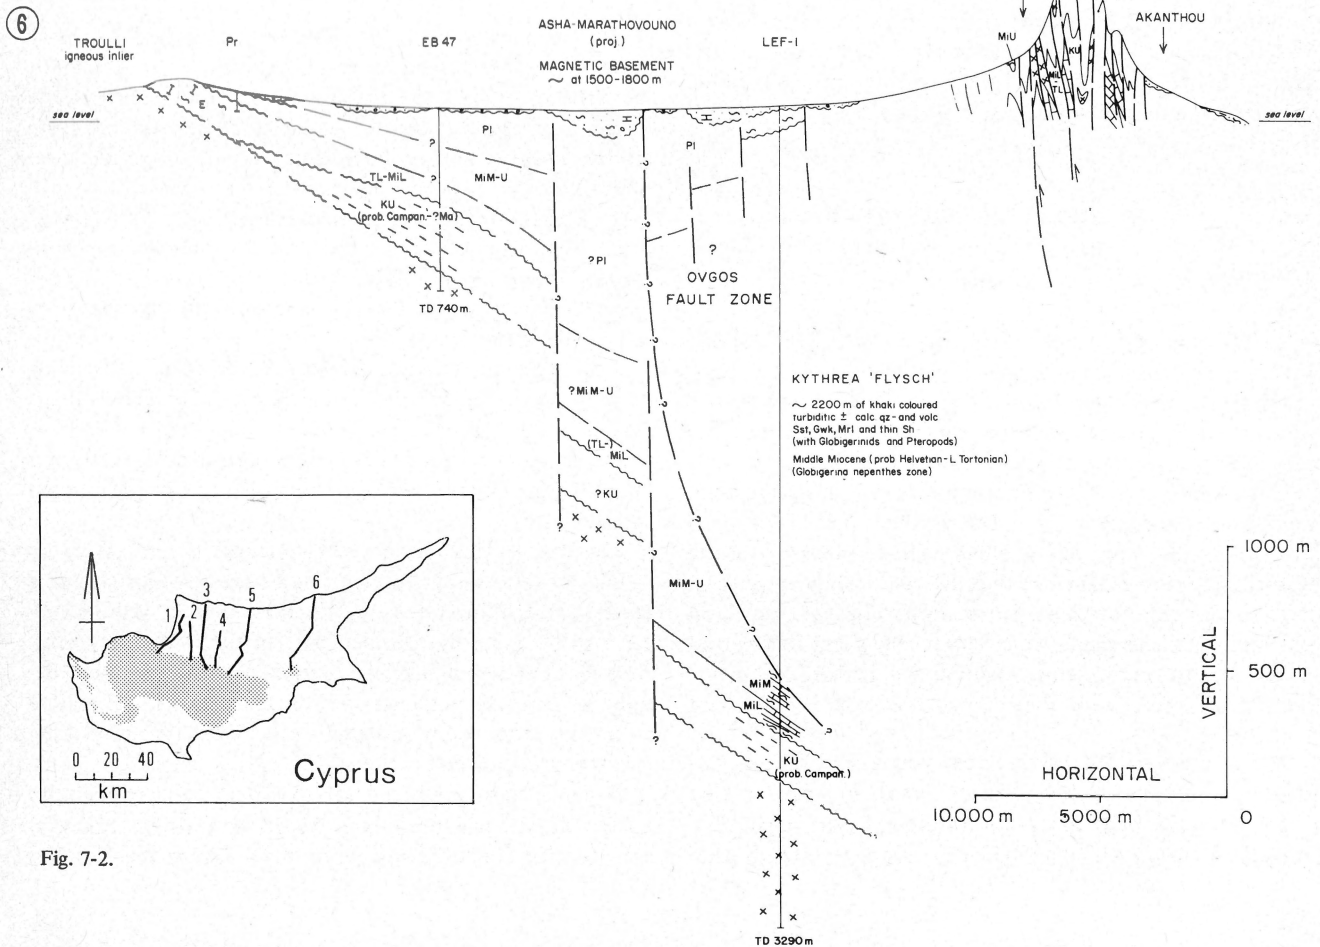 6
TROULLI
igneous inlier
Pr
EB 47
ASHA-MARATHOVOUNO
(proj.)
MAGNETIC BASEMENT
~ at 1500-1800 m
LEF-1
MiU
KU
MiL
TL
AKANTHOU
sea level
sea level
E
Pl
H
H
Pl
?
?
TL-MiL
MiM-U
KU
(prob. Campan.-?Ma)
TD 740m
?Pl
?
OVGOS
FAULT ZONE
?MiM-U
(TL-)
MiL
?KU
KYTHREA 'FLYSCH'
~ 2200 m of khaki coloured
turbiditic ± calc qz- and volc
Sst, Gwk, Mrl and thin Sh
(with Globigerinids and Pteropods)
Middle Miocene (prob Helvetian-L Tortonian)
(Globigerina nepenthes zone)
MiM-U
MiM
MiL
KU
(prob. Campan.)
TD 3290m
1000 m
500 m
VERTICAL
HORIZONTAL
10.000 m
5000 m
0
1
2
3
4
5
6
0 20 40
km
Cyprus
Fig. 7-2.